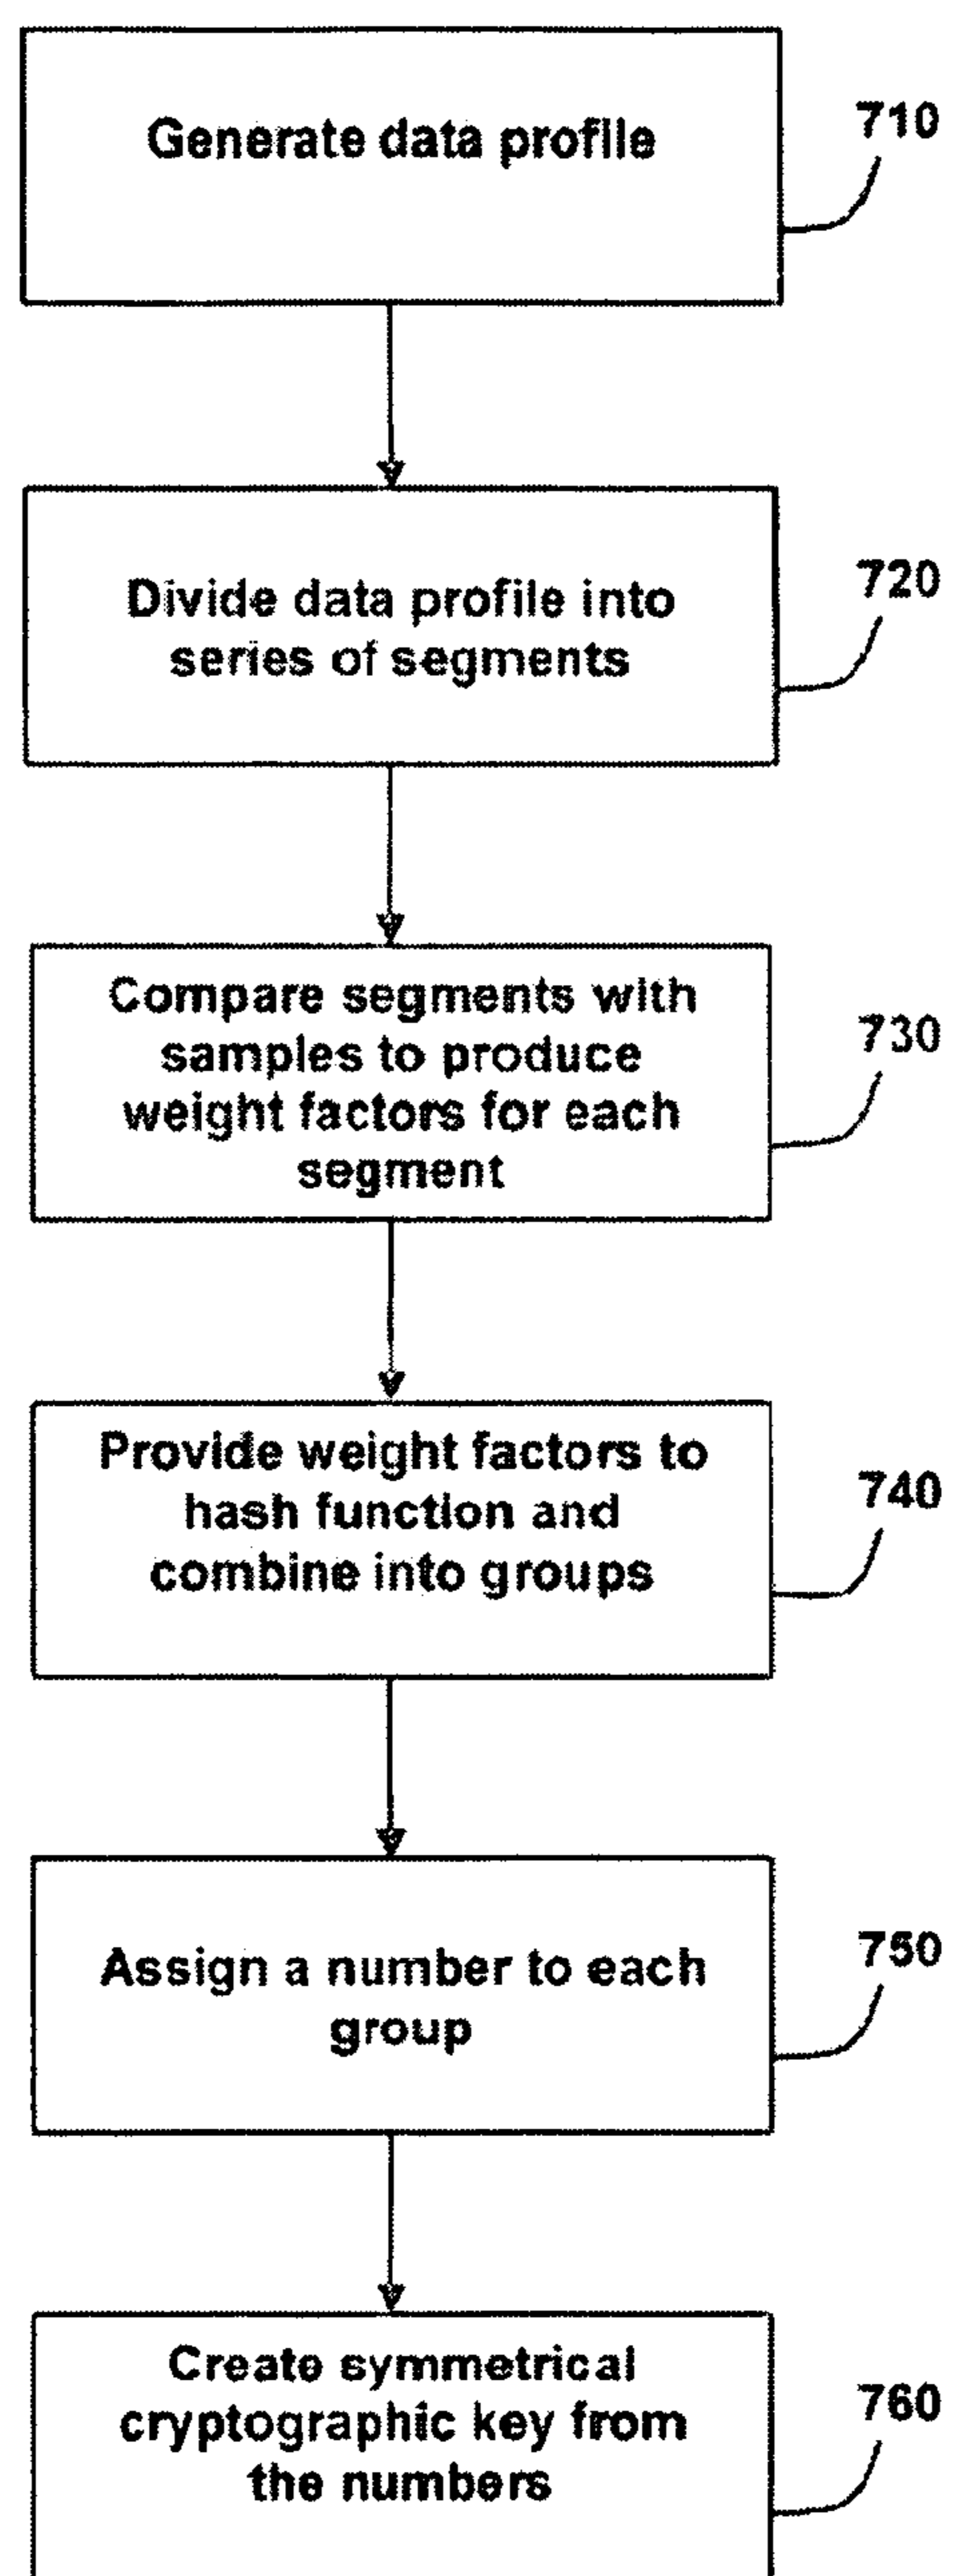 Generate data profile
710
Divide data profile into
series of segments
720
Compare segments with
samples to produce
weight factors for each
segment
730
Provide weight factors to
hash function and
combine into groups
740
Assign a number to each
group
750
Create symmetrical
cryptographic key from
the numbers
760